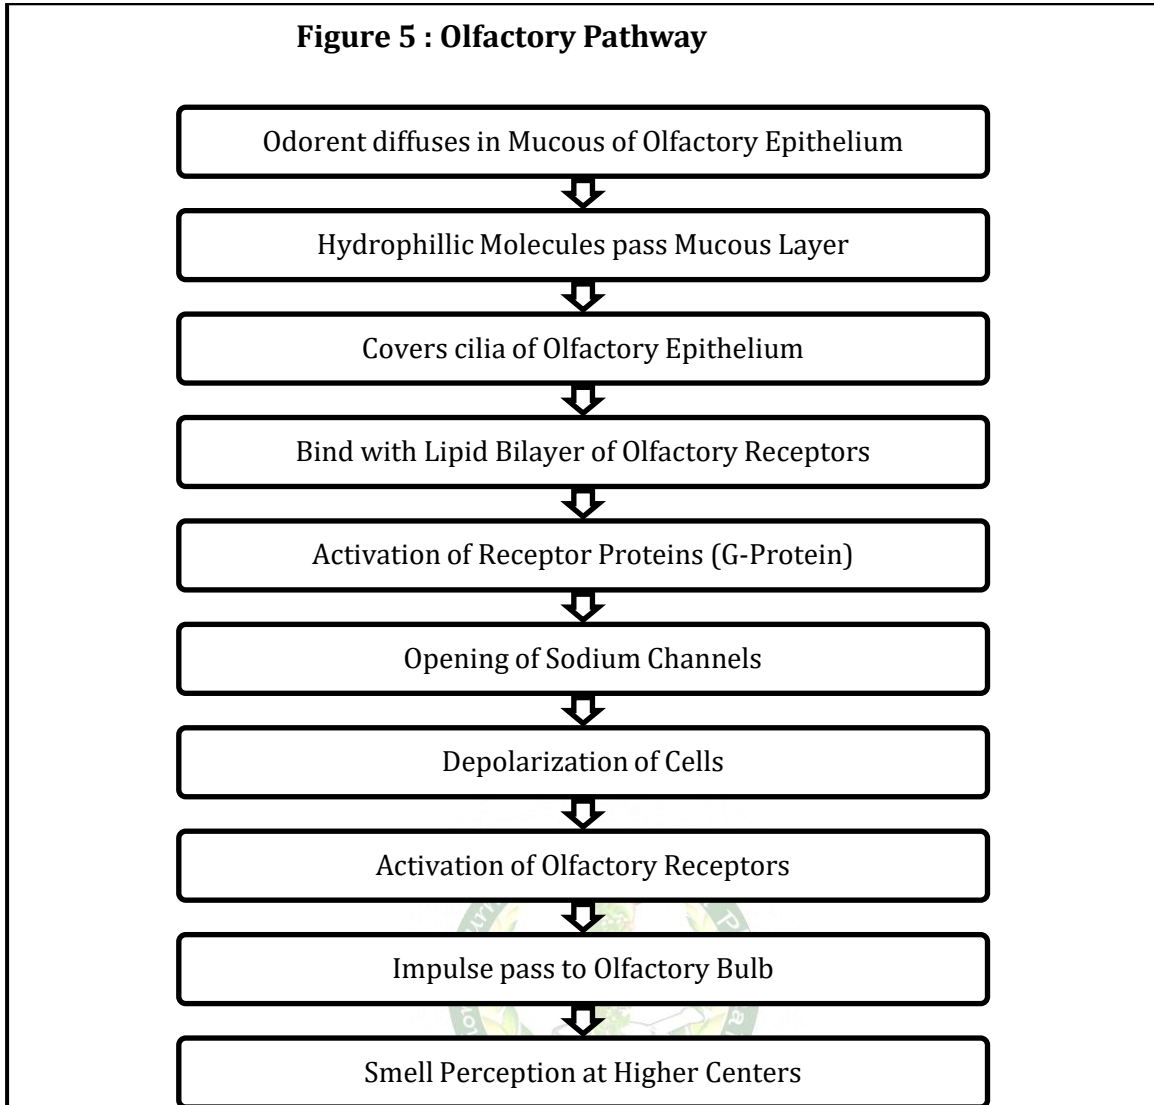 Figure 5 : Olfactory Pathway
Odorent diffuses in Mucous of Olfactory Epithelium
Hydrophillic Molecules pass Mucous Layer
Covers cilia of Olfactory Epithelium
Bind with Lipid Bilayer of Olfactory Receptors
Activation of Receptor Proteins (G-Protein)
Opening of Sodium Channels
Depolarization of Cells
Activation of Olfactory Receptors
Impulse pass to Olfactory Bulb
Smell Perception at Higher Centers